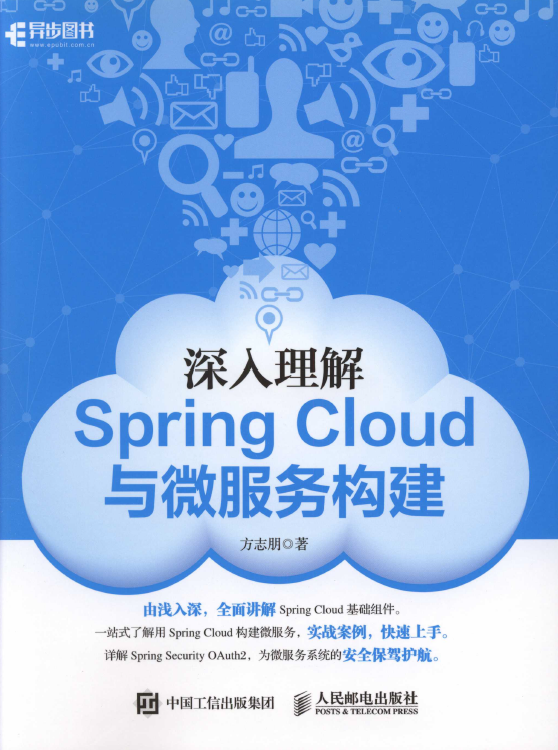 异步图书
www.epubit.com.cn
深入理解
Spring Cloud
与微服务构建
方志朋◎著
由浅入深，全面讲解 Spring Cloud 基础组件。
一站式了解用 Spring Cloud 构建微服务，实战案例，快速上手。
详解 Spring Security OAuth2，为微服务系统的安全保驾护航。
中国工信出版集团
人民邮电出版社
POSTS & TELECOM PRESS